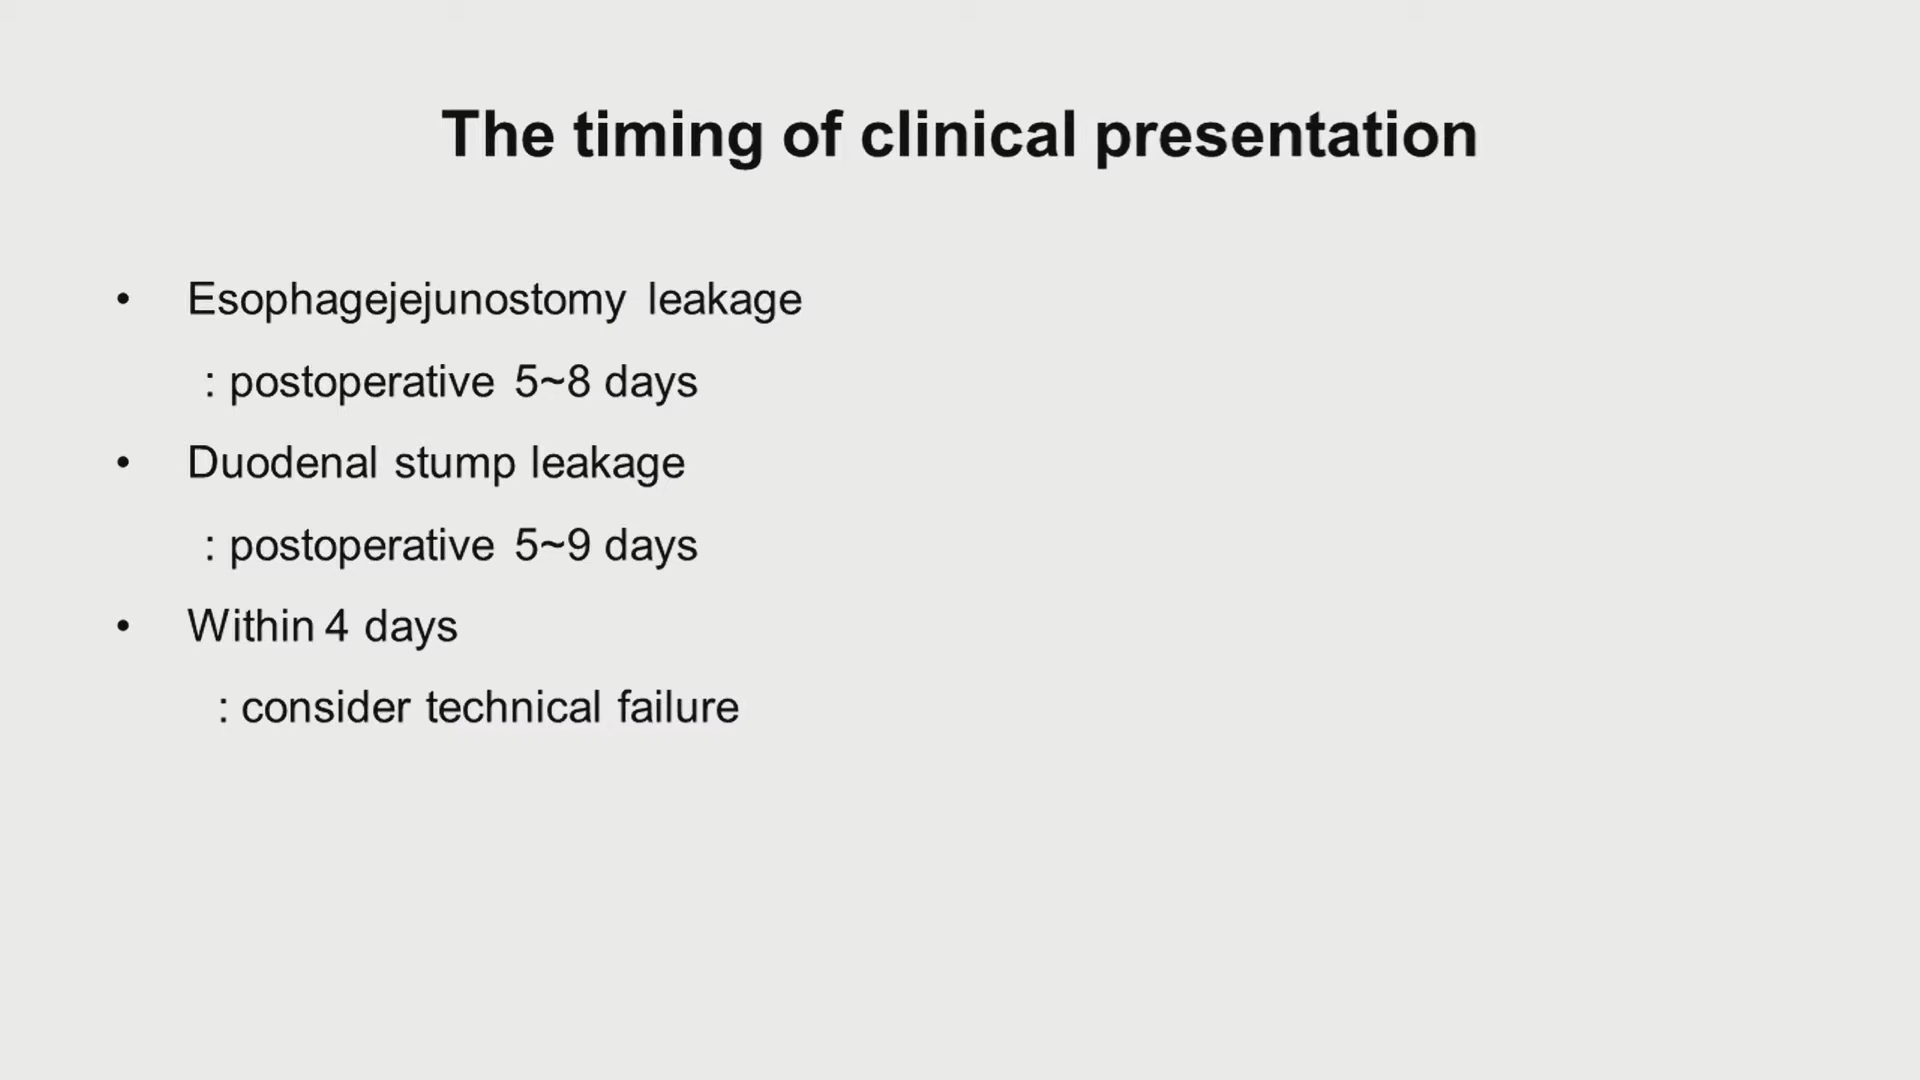 The timing of clinical presentation
• Esophagejejunostomy leakage
: postoperative 5~8 days
• Duodenal stump leakage
: postoperative 5~9 days
• Within 4 days
: consider technical failure